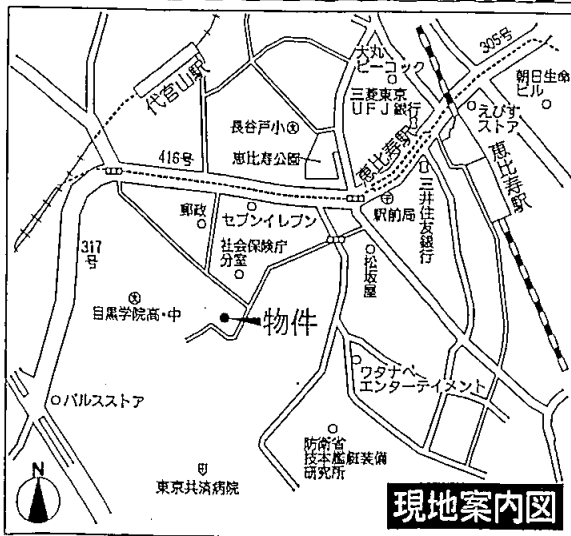 大丸
ピーコック
305号
代官山駅
三菱東京
UFJ銀行
朝日生命
ビル
長谷戸小
えびす
ストア
恵比寿公園
恵比寿駅
恵比寿駅
416号
郵政
セブンイレブン
駅前局
三井住友銀行
317号
社会保険庁
分室
松坂屋
目黒学院高・中
物件
ワタナベ
エンターテイメント
パルスストア
防衛省
技本艦艇装備
研究所
東京共済病院
N
現地案内図